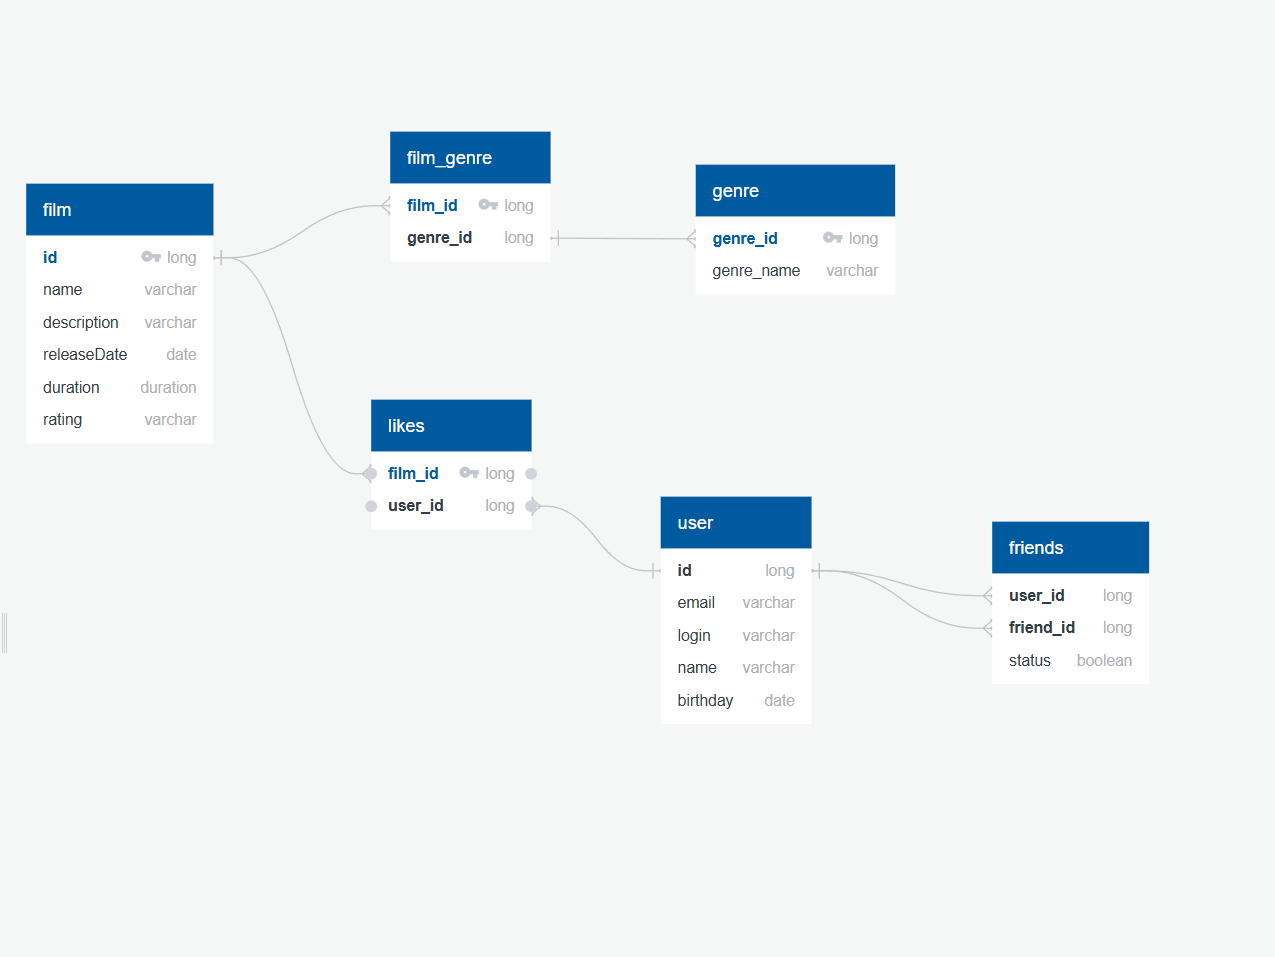 film
id long
name varchar
description varchar
releaseDate date
duration duration
rating varchar
film_genre
film_id long
genre_id long
genre
genre_id long
genre_name varchar
likes
film_id long
user_id long
user
id long
email varchar
login varchar
name varchar
birthday date
friends
user_id long
friend_id long
status boolean